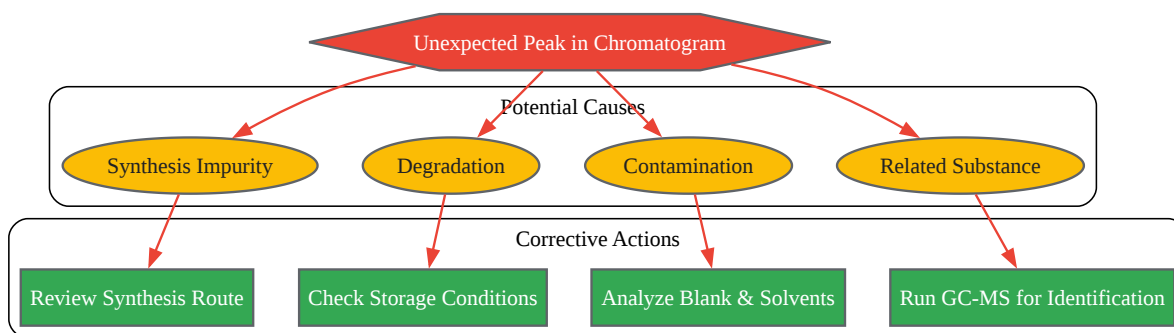 Unexpected Peak in Chromatogram
Potential Causes
Synthesis Impurity
Degradation
Contamination
Related Substance
Corrective Actions
Review Synthesis Route
Check Storage Conditions
Analyze Blank & Solvents
Run GC-MS for Identification